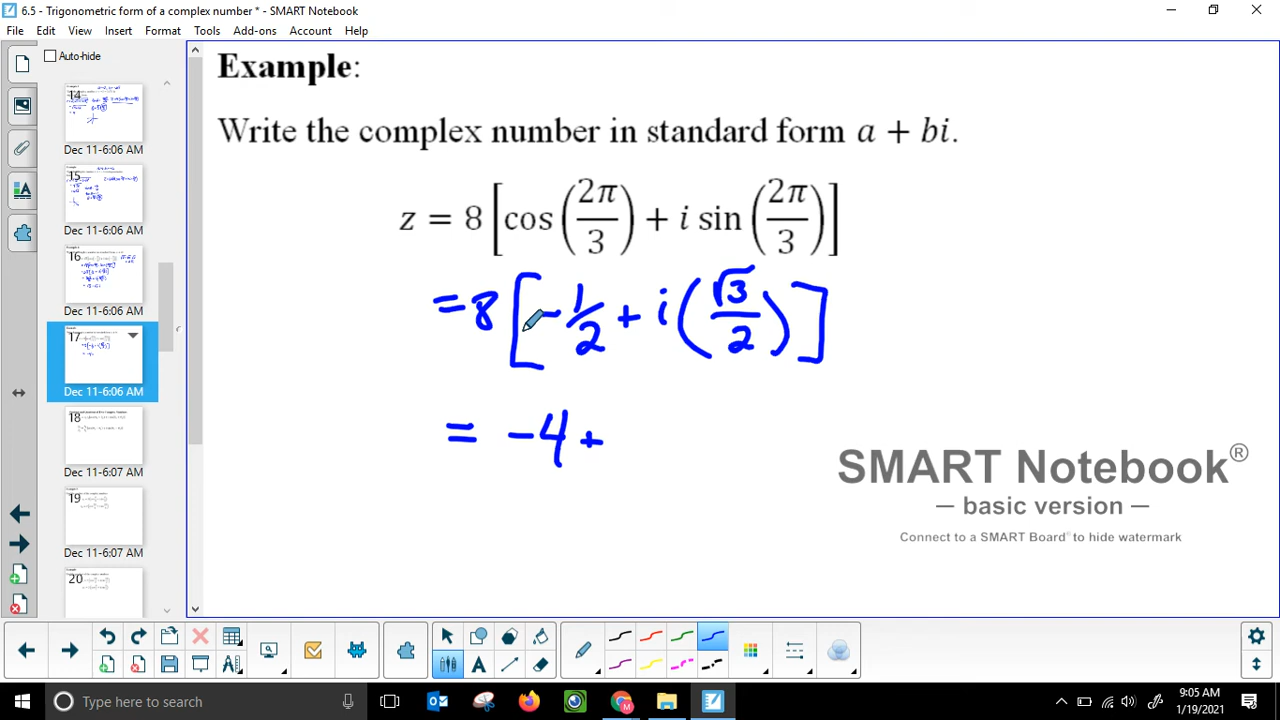 6.5 - Trigonometric form of a complex number * - SMART Notebook
File Edit View Insert Format Tools Add-ons Account Help
Auto-hide
14
Dec 11-6:06 AM
15
Dec 11-6:06 AM
16
Dec 11-6:06 AM
17
Dec 11-6:06 AM
18
Dec 11-6:07 AM
19
Dec 11-6:07 AM
20
Example:
Write the complex number in standard form a + bi.
z = 8 [cos (2π/3) + i sin (2π/3)]
= 8 [-1/2 + i (√3/2)]
= -4 +
SMART Notebook®
— basic version —
Connect to a SMART Board® to hide watermark
Type here to search
9:05 AM
1/19/2021